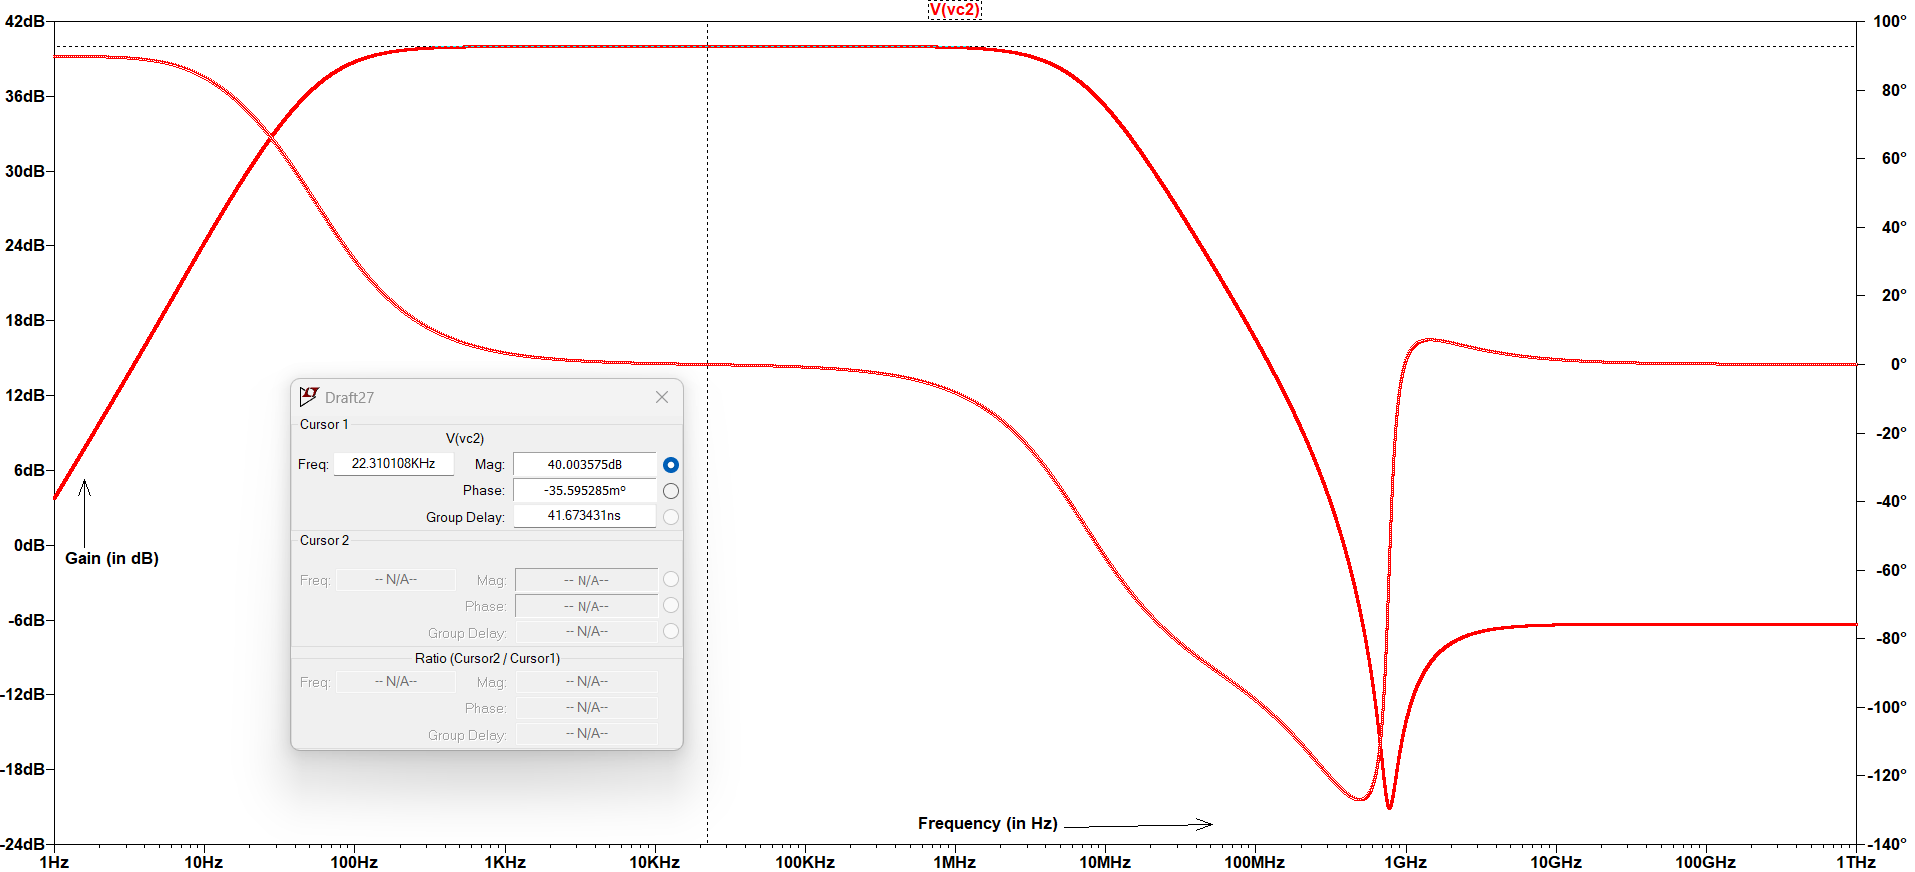 V(vc2)
42dB
36dB
30dB
24dB
18dB
12dB
6dB
0dB
-6dB
-12dB
-18dB
-24dB
100°
80°
60°
40°
20°
0°
-20°
-40°
-60°
-80°
-100°
-120°
-140°
Gain (in dB)
Draft27
Cursor 1
V(vc2)
Freq: 22.310108KHz Mag: 40.003575dB
Phase: -35.595285m°
Group Delay: 41.673431ns
Cursor 2
Freq: -- N/A-- Mag: -- N/A--
Phase: -- N/A--
Group Delay: -- N/A--
Ratio (Cursor2 / Cursor1)
Freq: -- N/A-- Mag: -- N/A--
Phase: -- N/A--
Group Delay: -- N/A--
Frequency (in Hz)
1Hz 10Hz 100Hz 1KHz 10KHz 100KHz 1MHz 10MHz 100MHz 1GHz 10GHz 100GHz 1THz